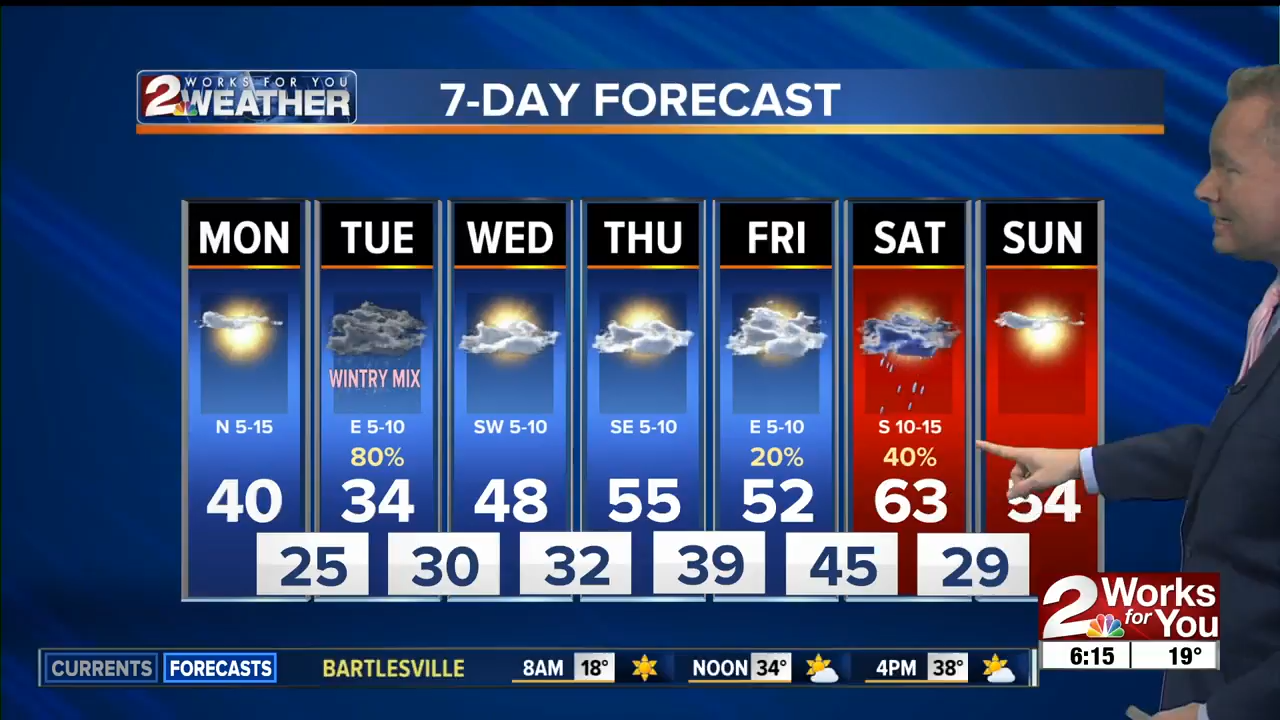 2 WORKS FOR YOU
WEATHER
7-DAY FORECAST
MON TUE WED THU FRI SAT SUN
WINTRY MIX
N 5-15 E 5-10 SW 5-10 SE 5-10 E 5-10 S 10-15
80% 20% 40%
40 34 48 55 52 63 54
25 30 32 39 45 29
2 Works for You
6:15 19°
CURRENTS FORECASTS BARTLESVILLE 8AM 18° NOON 34° 4PM 38°